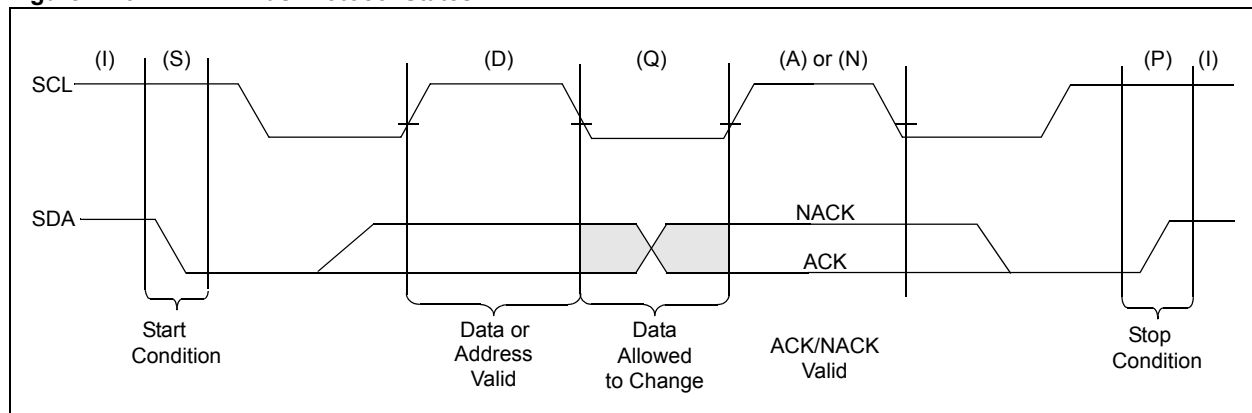 (I) (S) (D) (Q) (A) or (N) (P) (I)
SCL
SDA
NACK
ACK
Start
Condition
Data or
Address
Valid
Data
Allowed
to Change
ACK/NACK
Valid
Stop
Condition